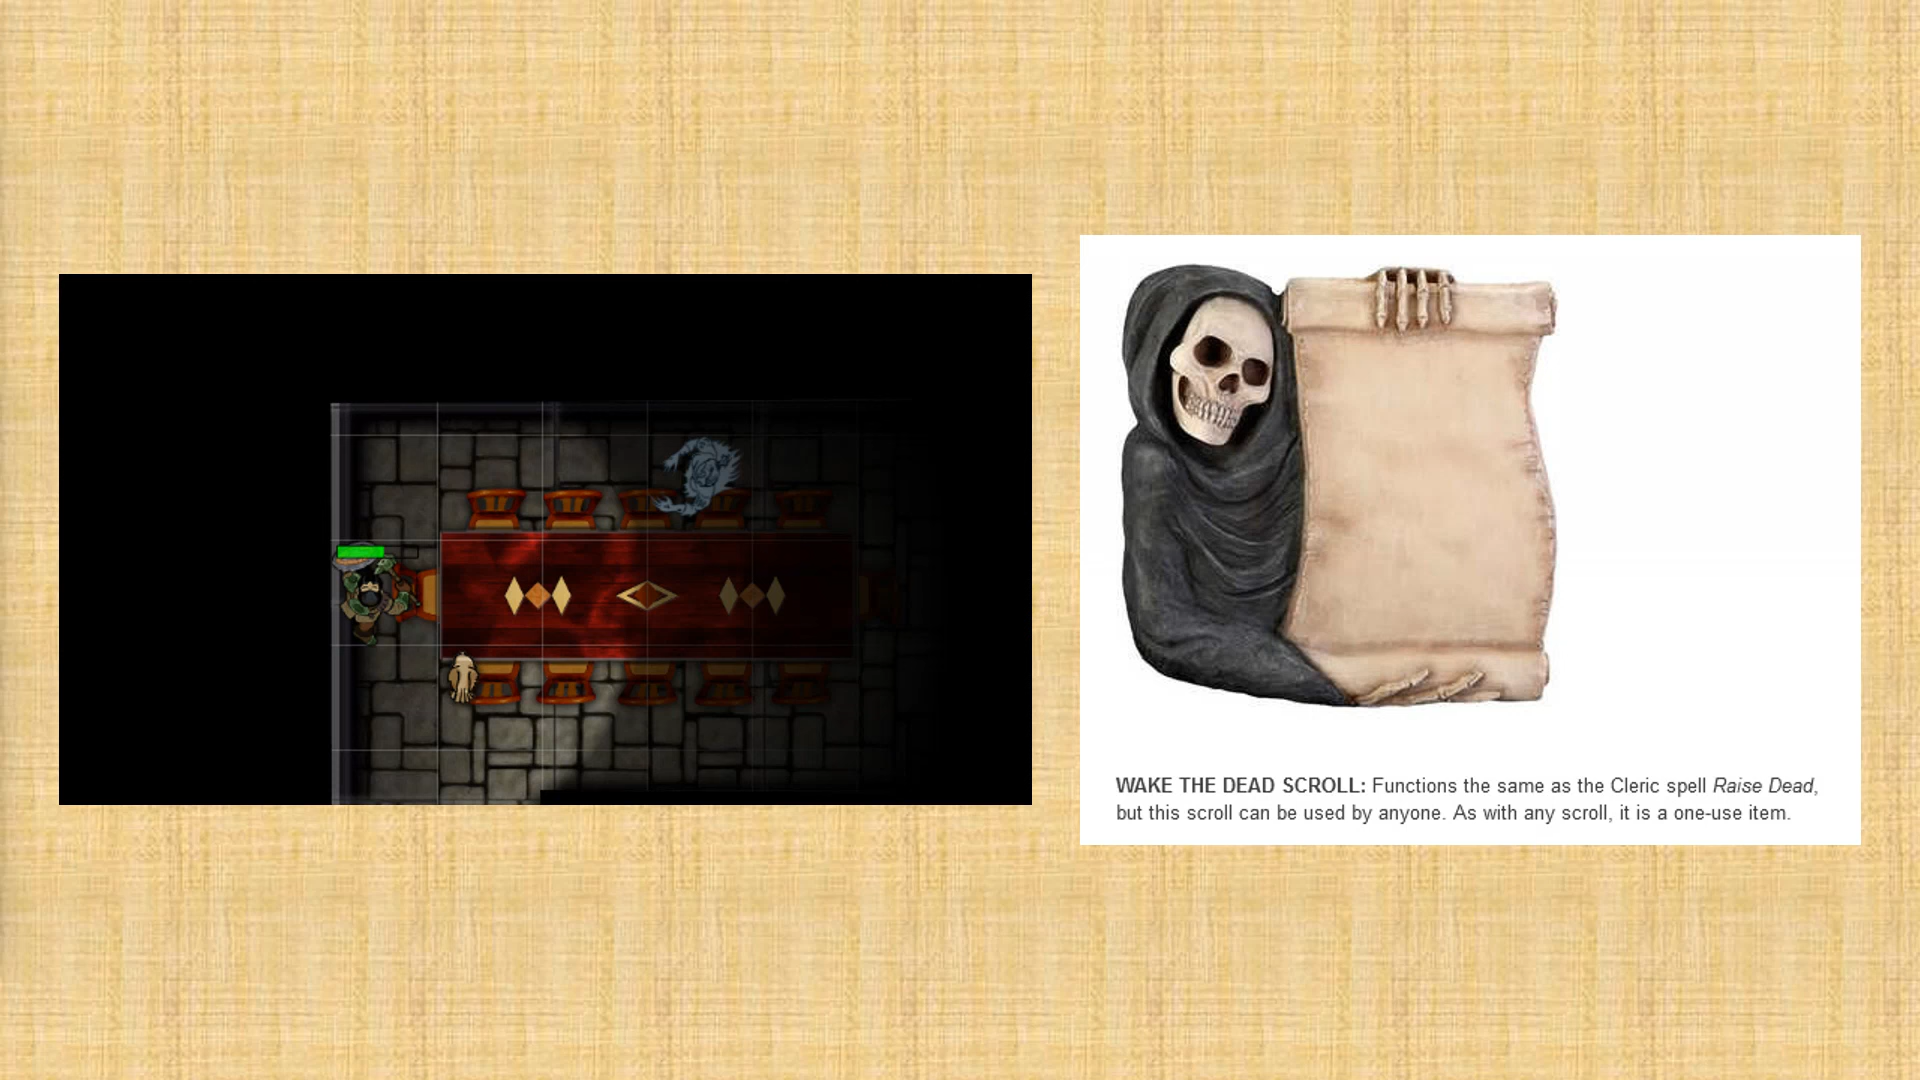 WAKE THE DEAD SCROLL: Functions the same as the Cleric spell Raise Dead,
but this scroll can be used by anyone. As with any scroll, it is a one-use item.